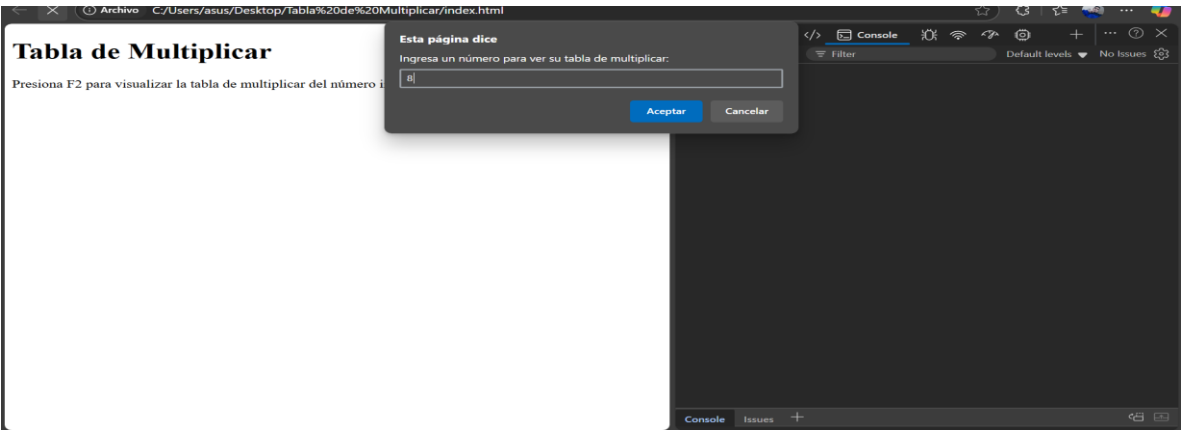 Archivo C:/Users/asus/Desktop/Tabla%20de%20Multiplicar/index.html
Tabla de Multiplicar
Presiona F2 para visualizar la tabla de multiplicar del número i
Esta página dice
Ingresa un número para ver su tabla de multiplicar:
8
Aceptar Cancelar
Console
Filter Default levels No Issues
Console Issues